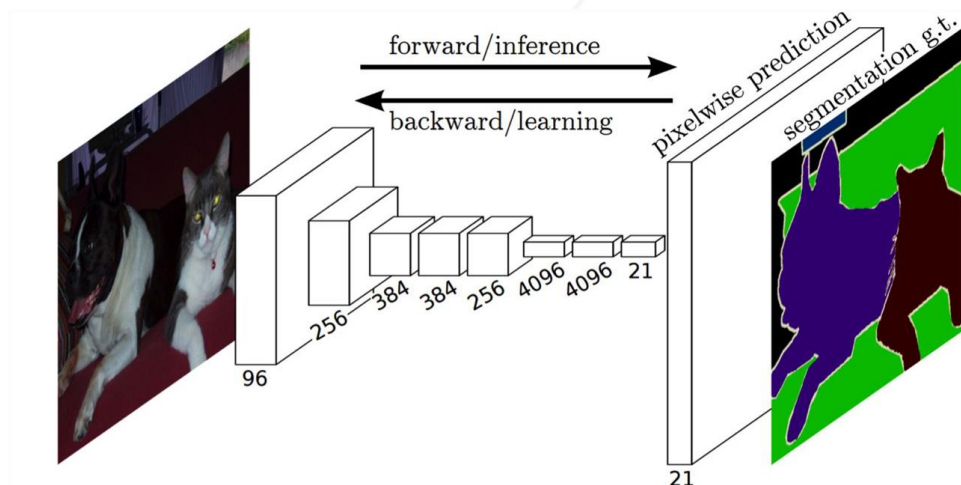 forward/inference
backward/learning
pixelwise prediction
segmentation g.t.
96
256
384
384
256
4096
4096
21
21